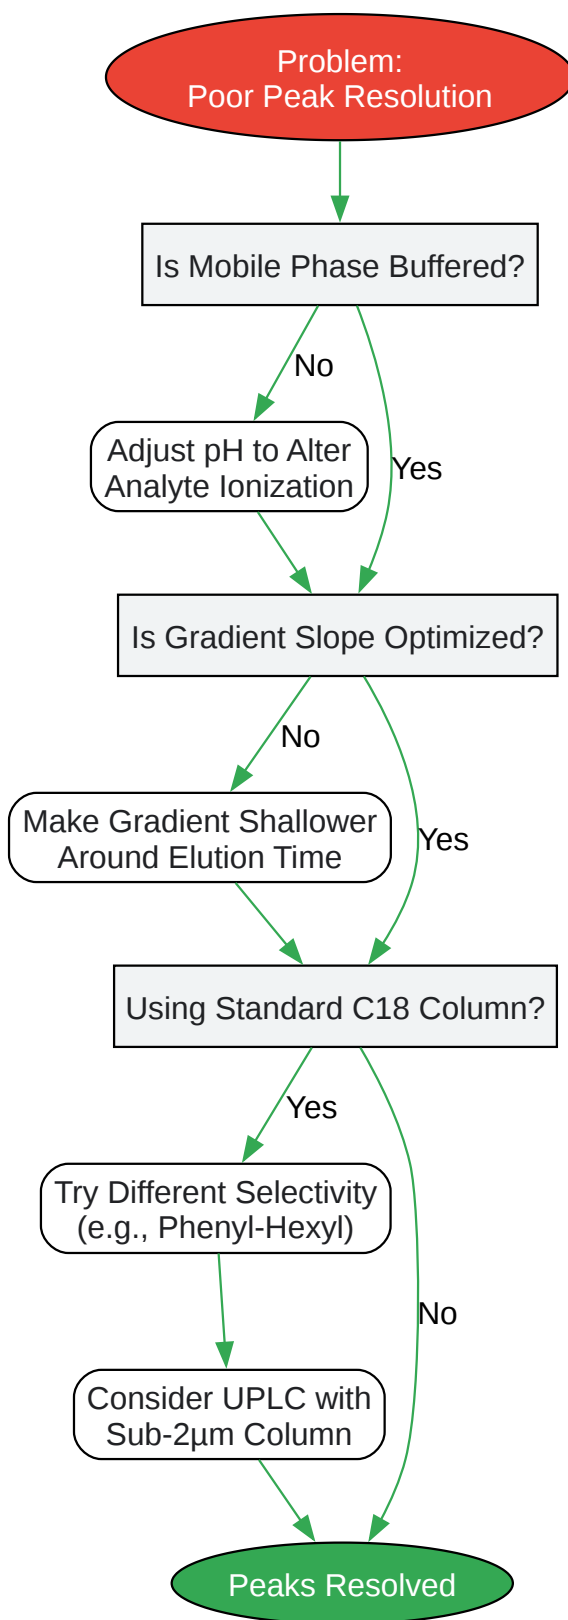 Problem:
Poor Peak Resolution
Is Mobile Phase Buffered?
No
Adjust pH to Alter
Analyte Ionization
Yes
Is Gradient Slope Optimized?
No
Make Gradient Shallower
Around Elution Time
Yes
Using Standard C18 Column?
Yes
Try Different Selectivity
(e.g., Phenyl-Hexyl)
No
Consider UPLC with
Sub-2µm Column
Peaks Resolved